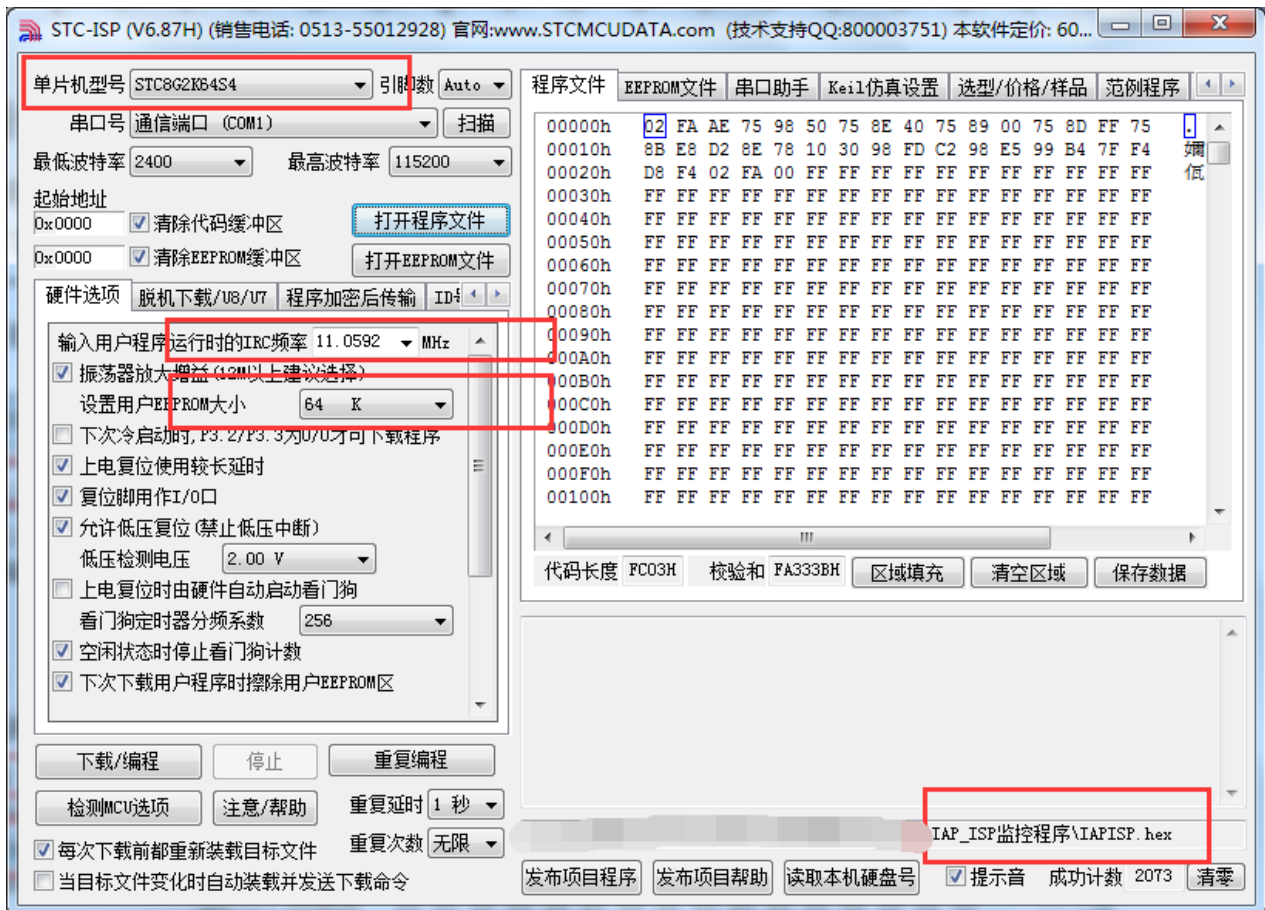 STC-ISP (V6.87H) (销售电话: 0513-55012928) 官网:www.STCMCUDATA.com (技术支持QQ:800003751) 本软件定价: 60...
单片机型号 STC8G2K64S4 引脚数 Auto
串口号 通信端口 (COM1) 扫描
最低波特率 2400 最高波特率 115200
起始地址
0x0000 清除代码缓冲区 打开程序文件
0x0000 清除EEPROM缓冲区 打开EEPROM文件
硬件选项 脱机下载/U8/U7 程序加密后传输
输入用户程序运行时的IRC频率 11.0592 MHz
振荡器放大增益(12M以上建议选择)
设置用户EEPROM大小 64 K
下次冷启动时,P3.2/P3.3为0/0才可下载程序
上电复位使用较长延时
复位脚用作I/O口
允许低压复位(禁止低压中断)
低压检测电压 2.00 V
上电复位时由硬件自动启动看门狗
看门狗定时器分频系数 256
空闲状态时停止看门狗计数
下次下载用户程序时擦除用户EEPROM区
下载/编程 停止 重复编程
检测MCU选项 注意/帮助 重复延时 1 秒
重复次数 无限
每次下载前都重新装载目标文件
当目标文件变化时自动装载并发送下载命令
程序文件 EEPROM文件 串口助手 Keil仿真设置 选型/价格/样品 范例程序
00000h 02 FA AE 75 98 50 75 8E 40 75 89 00 75 8D FF 75 .
00010h 8B E8 D2 8E 78 10 30 98 FD C2 98 E5 99 B4 7F F4
00020h D8 F4 02 FA 00 FF FF FF FF FF FF FF FF FF FF FF
00030h FF FF FF FF FF FF FF FF FF FF FF FF FF FF FF FF
00040h FF FF FF FF FF FF FF FF FF FF FF FF FF FF FF FF
00050h FF FF FF FF FF FF FF FF FF FF FF FF FF FF FF FF
00060h FF FF FF FF FF FF FF FF FF FF FF FF FF FF FF FF
00070h FF FF FF FF FF FF FF FF FF FF FF FF FF FF FF FF
00080h FF FF FF FF FF FF FF FF FF FF FF FF FF FF FF FF
00090h FF FF FF FF FF FF FF FF FF FF FF FF FF FF FF FF
000A0h FF FF FF FF FF FF FF FF FF FF FF FF FF FF FF FF
000B0h FF FF FF FF FF FF FF FF FF FF FF FF FF FF FF FF
000C0h FF FF FF FF FF FF FF FF FF FF FF FF FF FF FF FF
000D0h FF FF FF FF FF FF FF FF FF FF FF FF FF FF FF FF
000E0h FF FF FF FF FF FF FF FF FF FF FF FF FF FF FF FF
000F0h FF FF FF FF FF FF FF FF FF FF FF FF FF FF FF FF
00100h FF FF FF FF FF FF FF FF FF FF FF FF FF FF FF FF
代码长度 FC03H 校验和 FA333BH 区域填充 清空区域 保存数据
IAP_ISP监控程序\IAPISP.hex
发布项目程序 发布项目帮助 读取本机硬盘号 提示音 成功计数 2073 清零